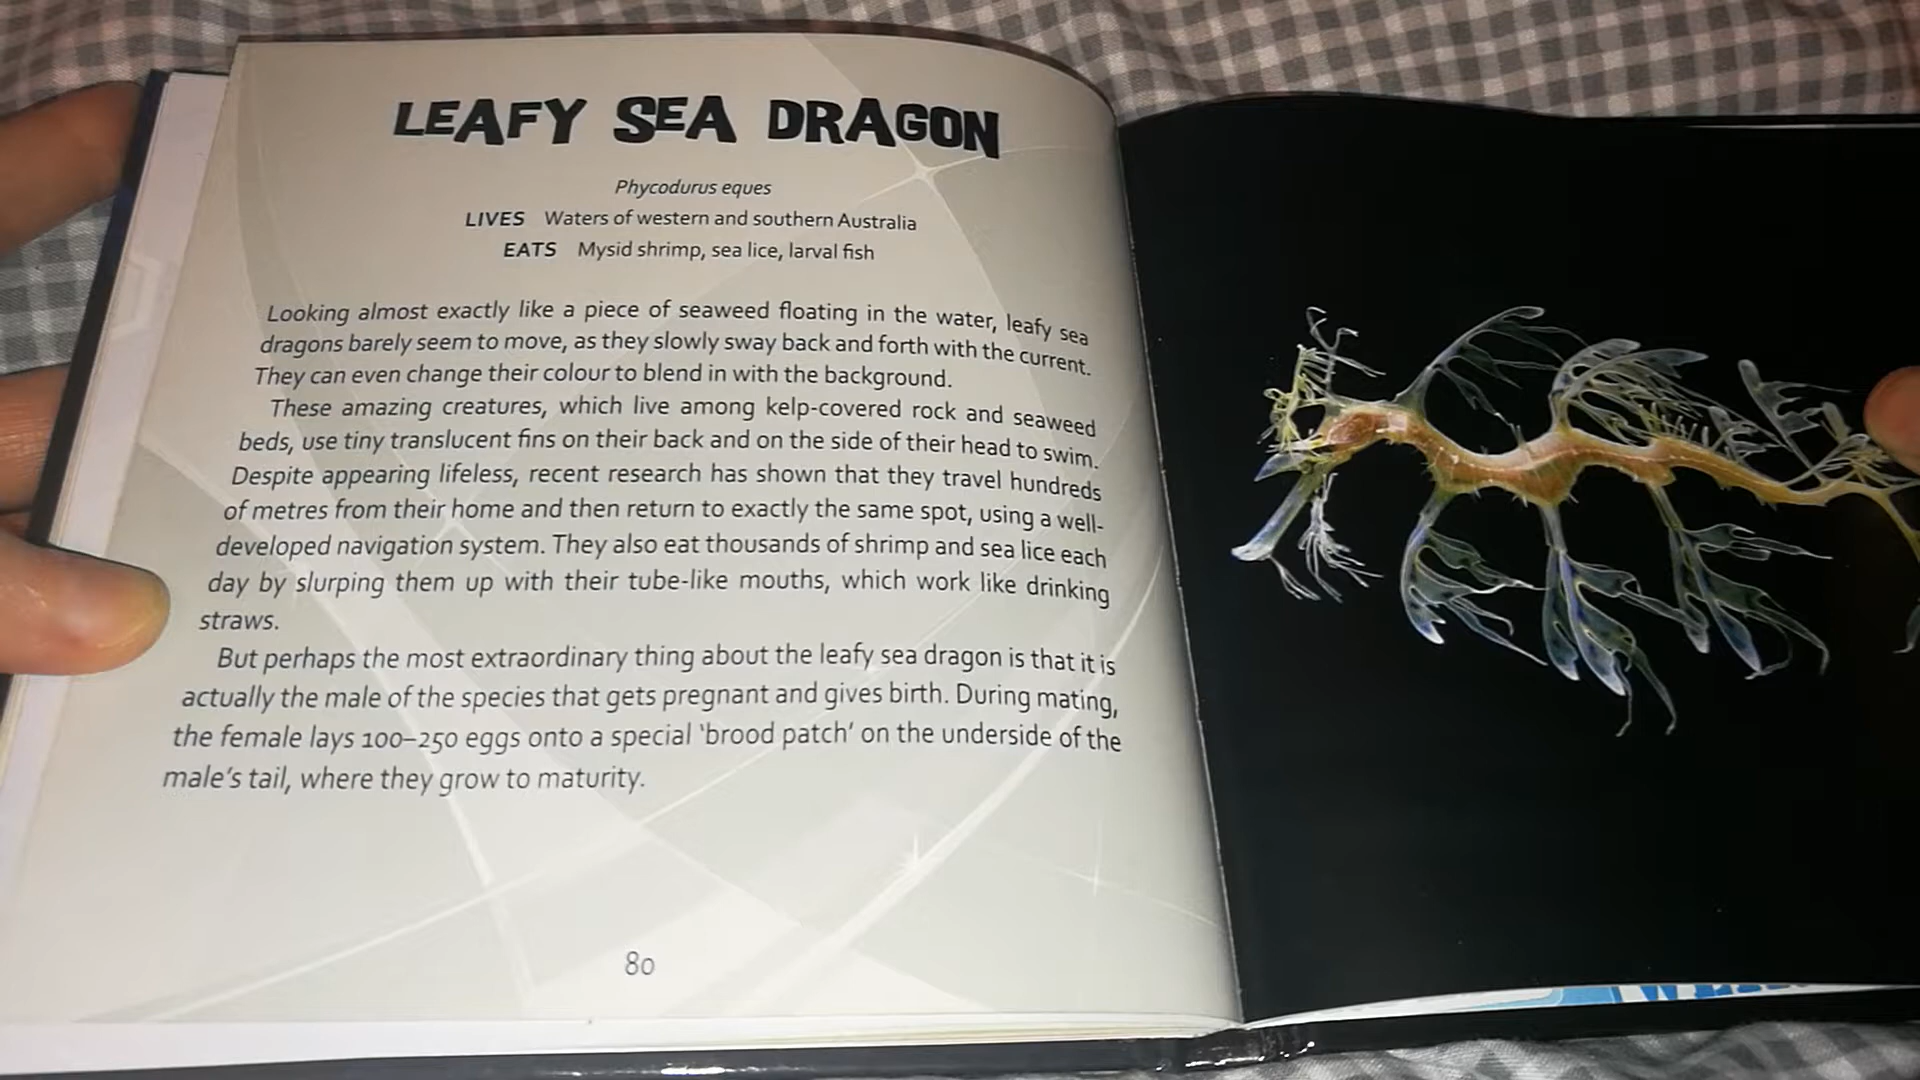 LEAFY SEA DRAGON
Phycodurus eques
LIVES Waters of western and southern Australia
EATS Mysid shrimp, sea lice, larval fish
Looking almost exactly like a piece of seaweed floating in the water, leafy sea
dragons barely seem to move, as they slowly sway back and forth with the current.
They can even change their colour to blend in with the background.
These amazing creatures, which live among kelp-covered rock and seaweed
beds, use tiny translucent fins on their back and on the side of their head to swim.
Despite appearing lifeless, recent research has shown that they travel hundreds
of metres from their home and then return to exactly the same spot, using a well-
developed navigation system. They also eat thousands of shrimp and sea lice each
day by slurping them up with their tube-like mouths, which work like drinking
straws.
But perhaps the most extraordinary thing about the leafy sea dragon is that it is
actually the male of the species that gets pregnant and gives birth. During mating,
the female lays 100–250 eggs onto a special ‘brood patch’ on the underside of the
male’s tail, where they grow to maturity.
80